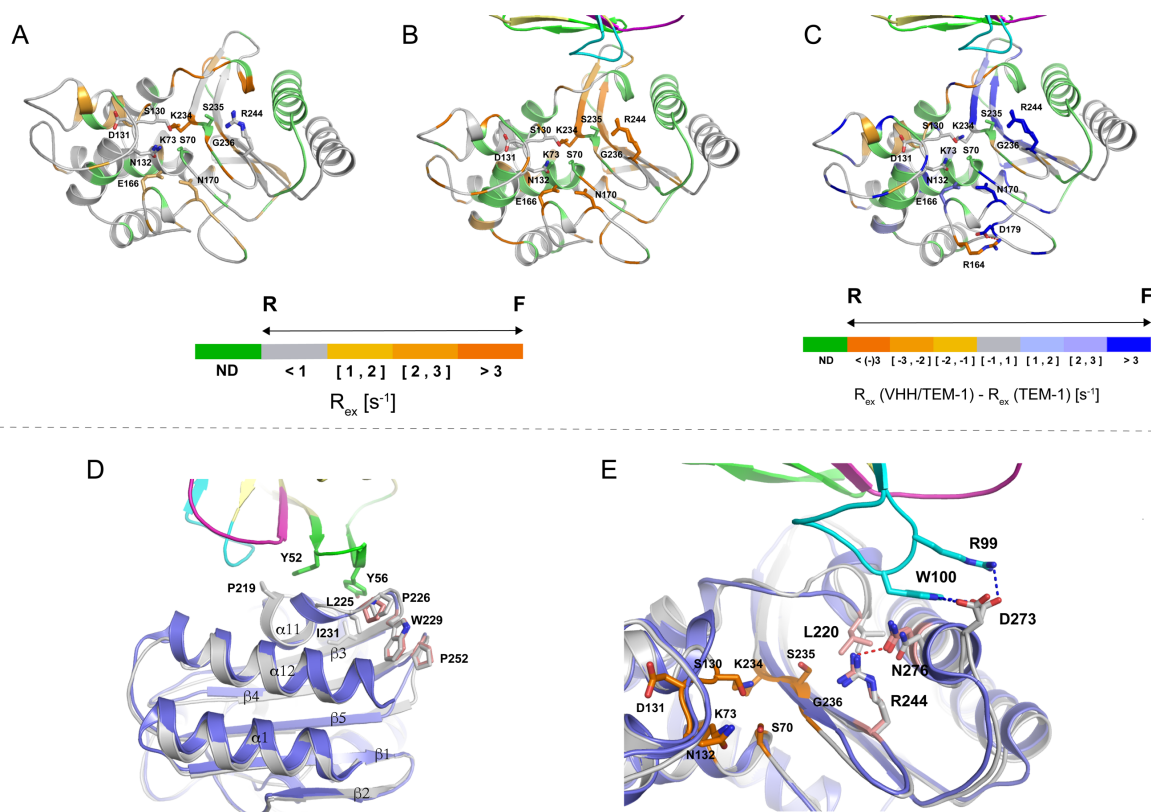 A
S130
K234
S235
R244
D131
K73
S70
G236
N132
E166
N170
B
S130
K234
S235
R244
D131
K73
S70
G236
N132
E166
N170
C
S130
K234
S235
R244
D131
K73
S70
G236
N132
E166
N170
D179
R164
R F
ND < 1 [ 1 , 2 ] [ 2 , 3 ] > 3
Rex [s-1]
R F
ND < (-)3 [ -3, -2 ] [ -2 , -1 ] [ -1, 1 ] [ 1, 2 ] [ 2, 3 ] > 3
Rex (VHH/TEM-1) - Rex (TEM-1) [s-1]
D
Y52
Y56
P219
L225
P226
W229
α11
I231
β3
α12
P252
β4
β5
α1
β1
β2
E
R99
W100
D273
L220
S130
K234
S235
N276
D131
G236
R244
K73
S70
N132